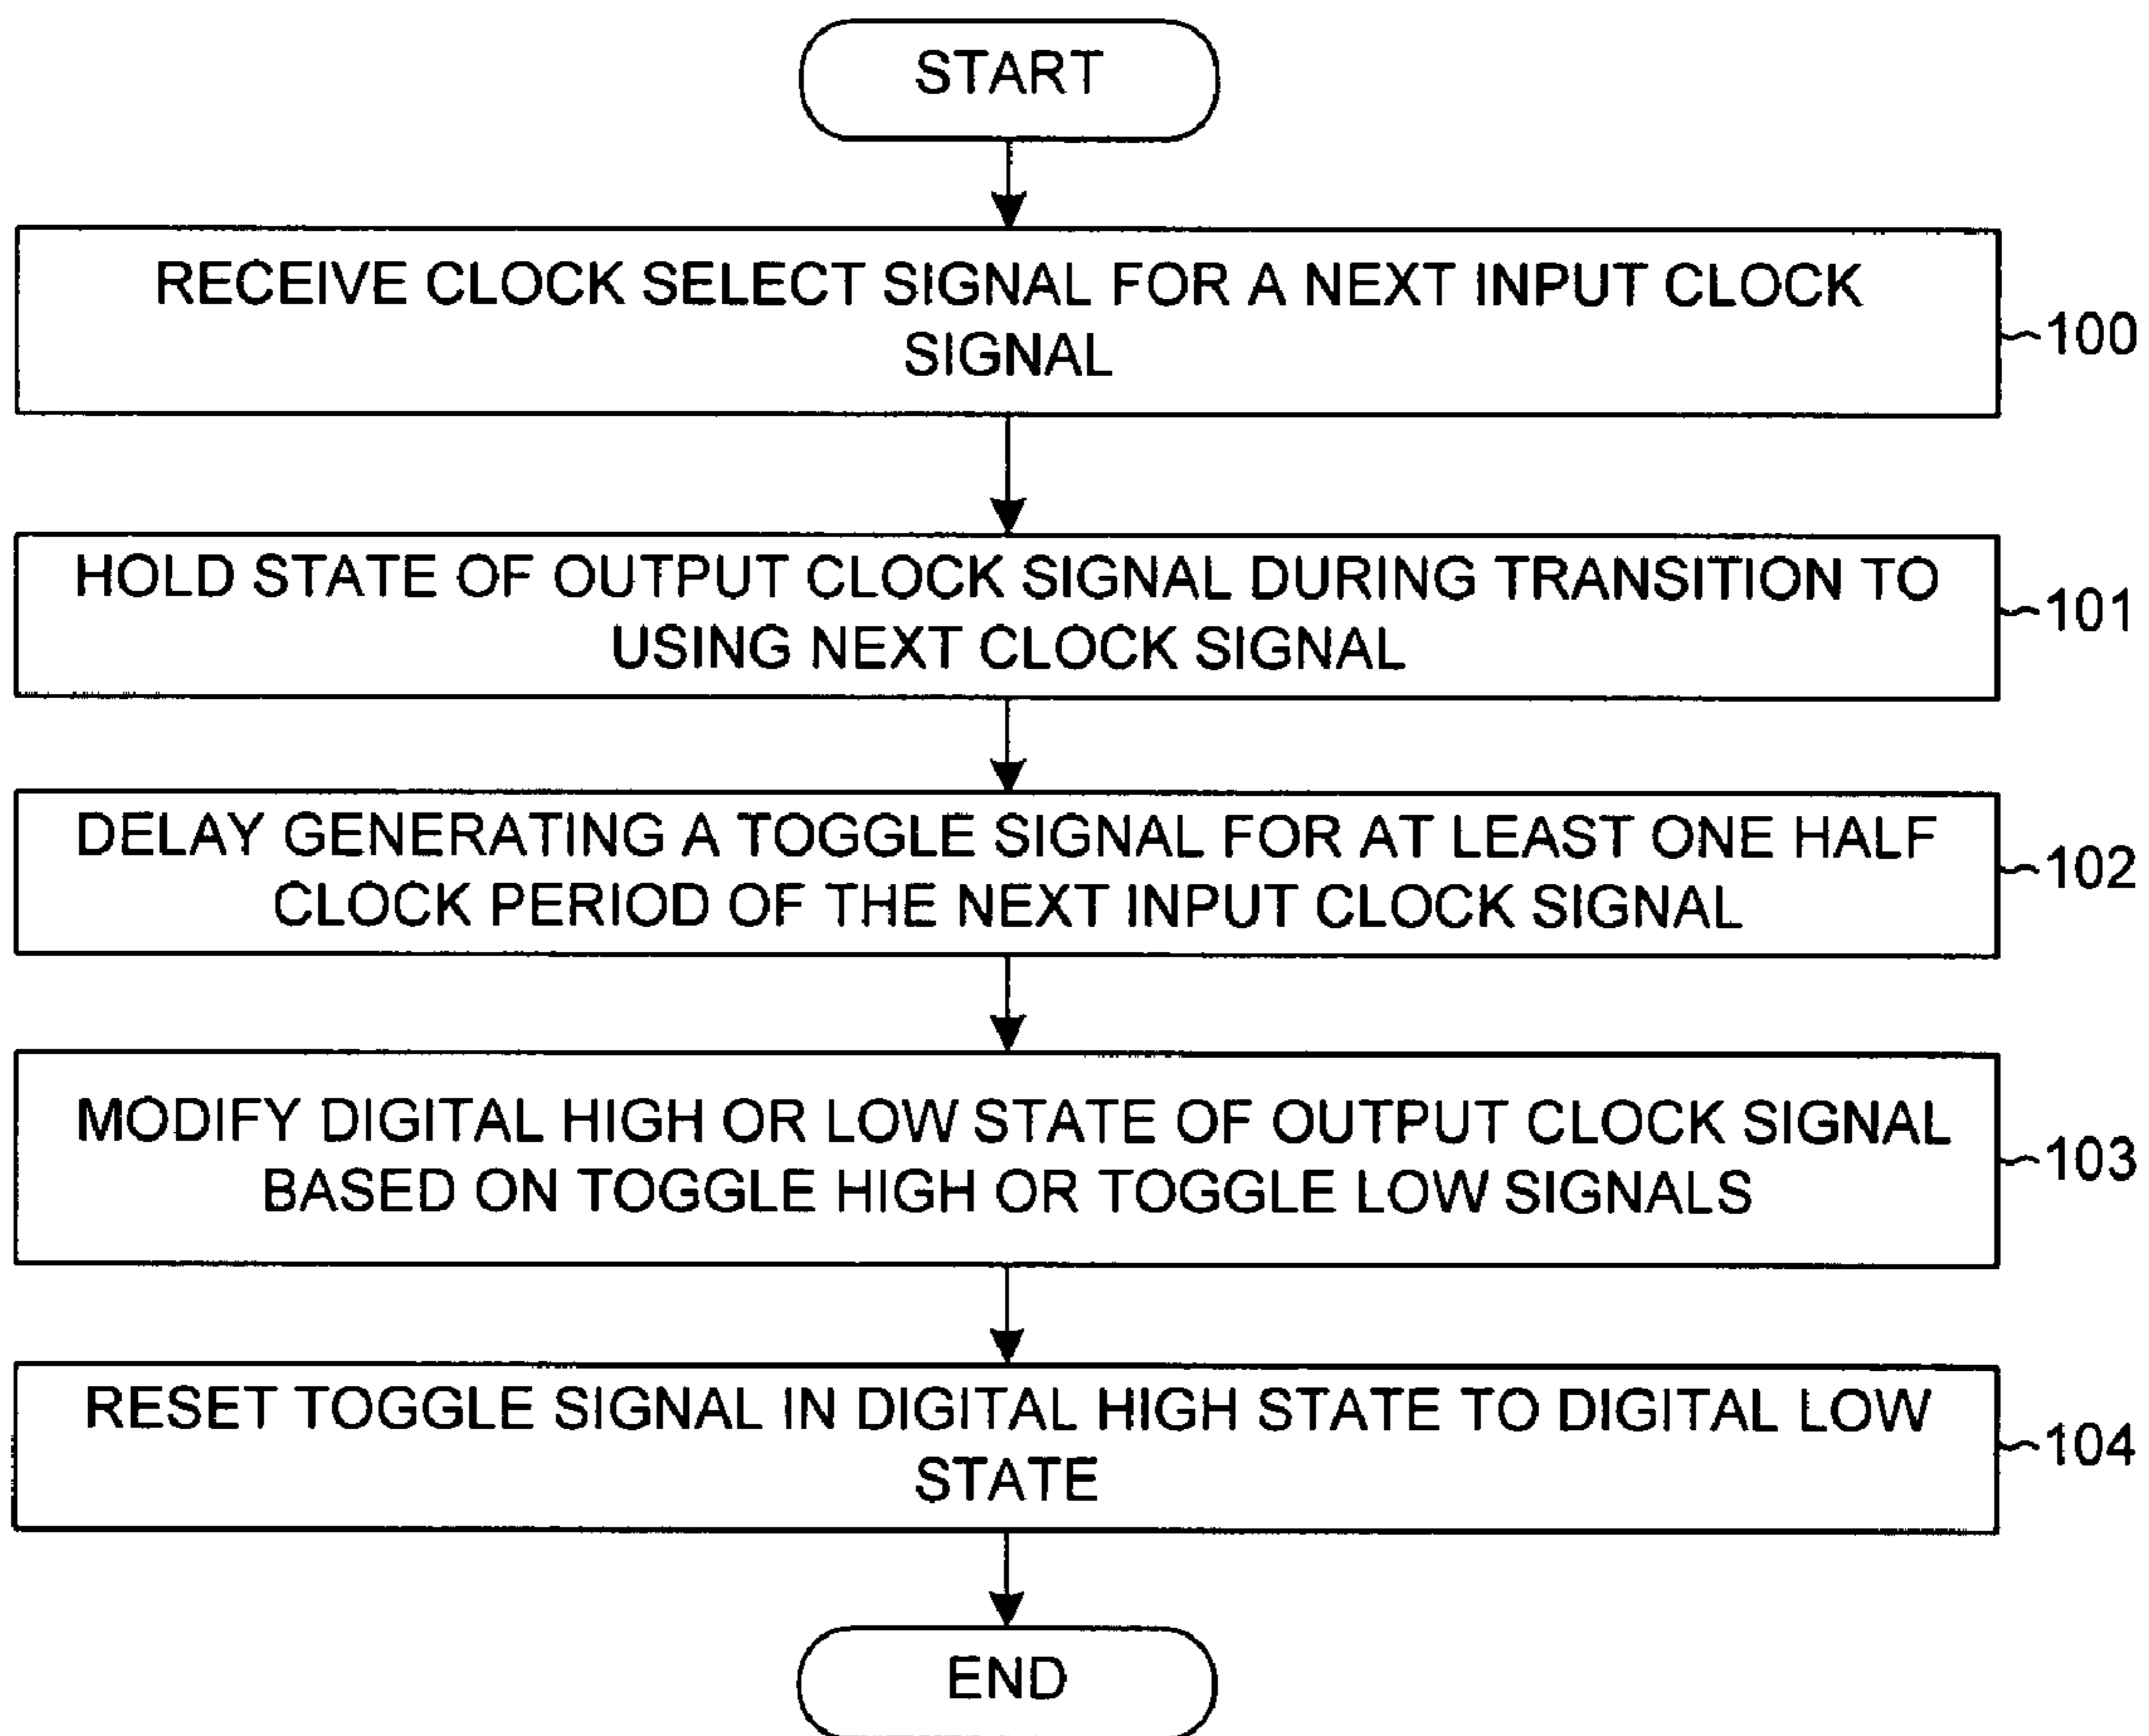 START
RECEIVE CLOCK SELECT SIGNAL FOR A NEXT INPUT CLOCK
SIGNAL
100
HOLD STATE OF OUTPUT CLOCK SIGNAL DURING TRANSITION TO
USING NEXT CLOCK SIGNAL
101
DELAY GENERATING A TOGGLE SIGNAL FOR AT LEAST ONE HALF
CLOCK PERIOD OF THE NEXT INPUT CLOCK SIGNAL
102
MODIFY DIGITAL HIGH OR LOW STATE OF OUTPUT CLOCK SIGNAL
BASED ON TOGGLE HIGH OR TOGGLE LOW SIGNALS
103
RESET TOGGLE SIGNAL IN DIGITAL HIGH STATE TO DIGITAL LOW
STATE
104
END